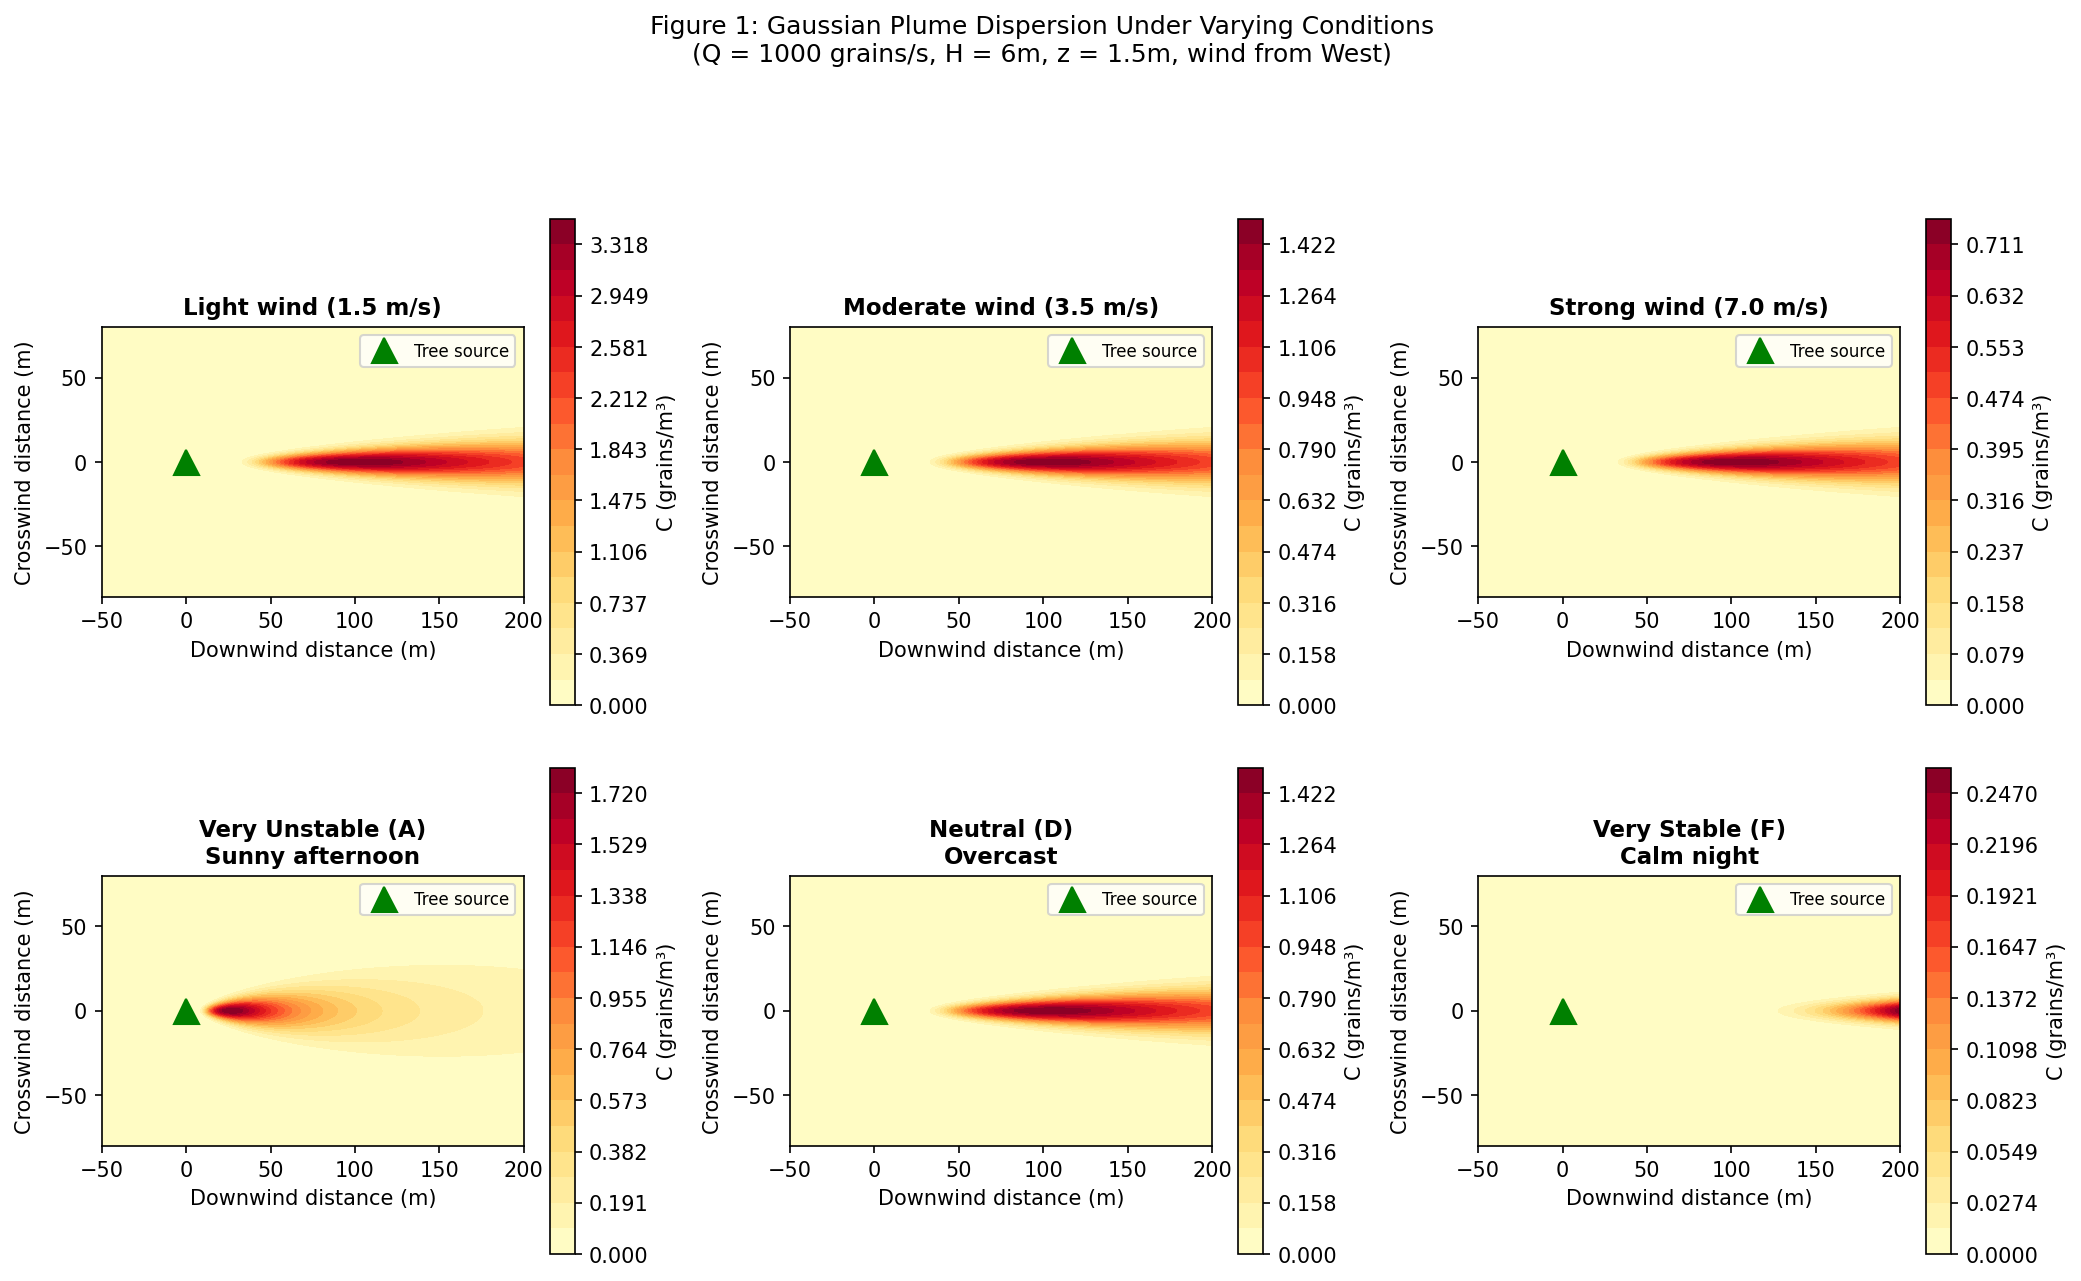 Figure 1: Gaussian Plume Dispersion Under Varying Conditions
(Q = 1000 grains/s, H = 6m, z = 1.5m, wind from West)
Light wind (1.5 m/s)
Tree source
Crosswind distance (m)
50
0
−50
−50 0 50 100 150 200
Downwind distance (m)
3.318
2.949
2.581
2.212
1.843
1.475
1.106
0.737
0.369
0.000
C (grains/m³)
Moderate wind (3.5 m/s)
Tree source
Crosswind distance (m)
50
0
−50
−50 0 50 100 150 200
Downwind distance (m)
1.422
1.264
1.106
0.948
0.790
0.632
0.474
0.316
0.158
0.000
C (grains/m³)
Strong wind (7.0 m/s)
Tree source
Crosswind distance (m)
50
0
−50
−50 0 50 100 150 200
Downwind distance (m)
0.711
0.632
0.553
0.474
0.395
0.316
0.237
0.158
0.079
0.000
C (grains/m³)
Very Unstable (A)
Sunny afternoon
Tree source
Crosswind distance (m)
50
0
−50
−50 0 50 100 150 200
Downwind distance (m)
1.720
1.529
1.338
1.146
0.955
0.764
0.573
0.382
0.191
0.000
C (grains/m³)
Neutral (D)
Overcast
Tree source
Crosswind distance (m)
50
0
−50
−50 0 50 100 150 200
Downwind distance (m)
1.422
1.264
1.106
0.948
0.790
0.632
0.474
0.316
0.158
0.000
C (grains/m³)
Very Stable (F)
Calm night
Tree source
Crosswind distance (m)
50
0
−50
−50 0 50 100 150 200
Downwind distance (m)
0.2470
0.2196
0.1921
0.1647
0.1372
0.1098
0.0823
0.0549
0.0274
0.0000
C (grains/m³)